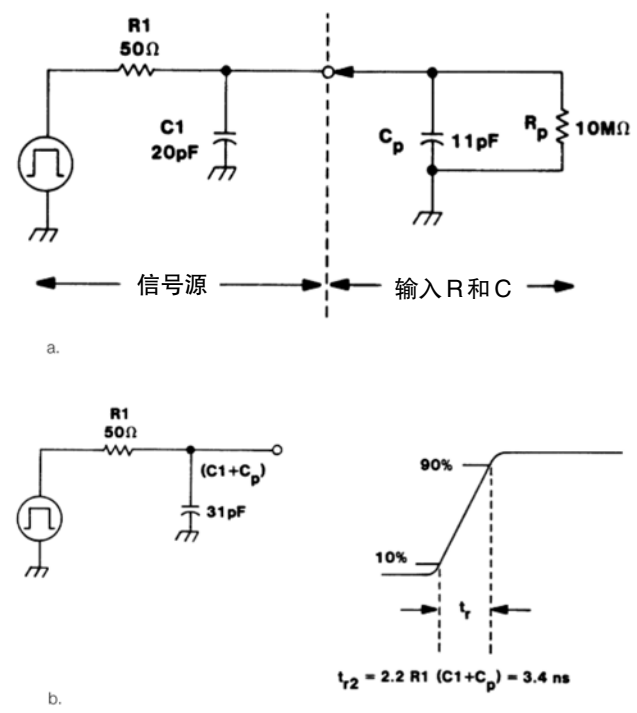 R1
50Ω
C1
20pF
Cp
11pF
Rp
10MΩ
信号源
输入R和C
a.
R1
50Ω
(C1+Cp)
31pF
90%
10%
tr
tr2 = 2.2 R1 (C1+Cp) = 3.4 ns
b.